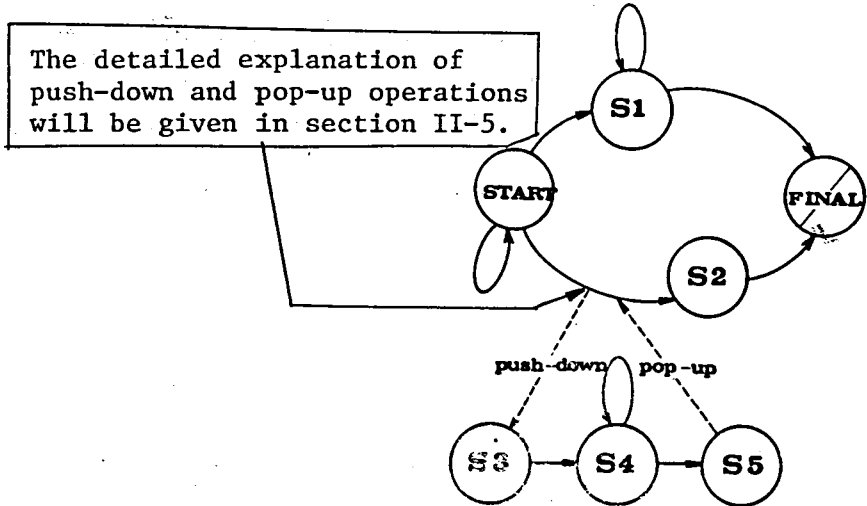 The detailed explanation of
push-down and pop-up operations
will be given in section II-5.
S1
START
FINAL
S2
push-down pop-up
S4 S5